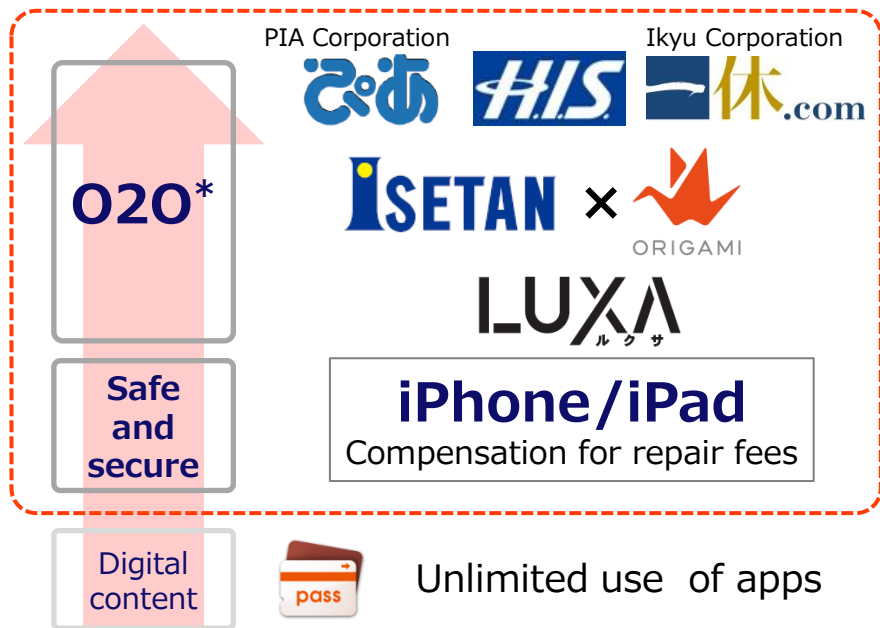 PIA Corporation
Ikyu Corporation
ぴあ
H.I.S.
一休.com
O2O*
ISETAN
×
ORIGAMI
LUXA
ルクサ
Safe
and
secure
iPhone/iPad
Compensation for repair fees
Digital
content
pass
Unlimited use of apps